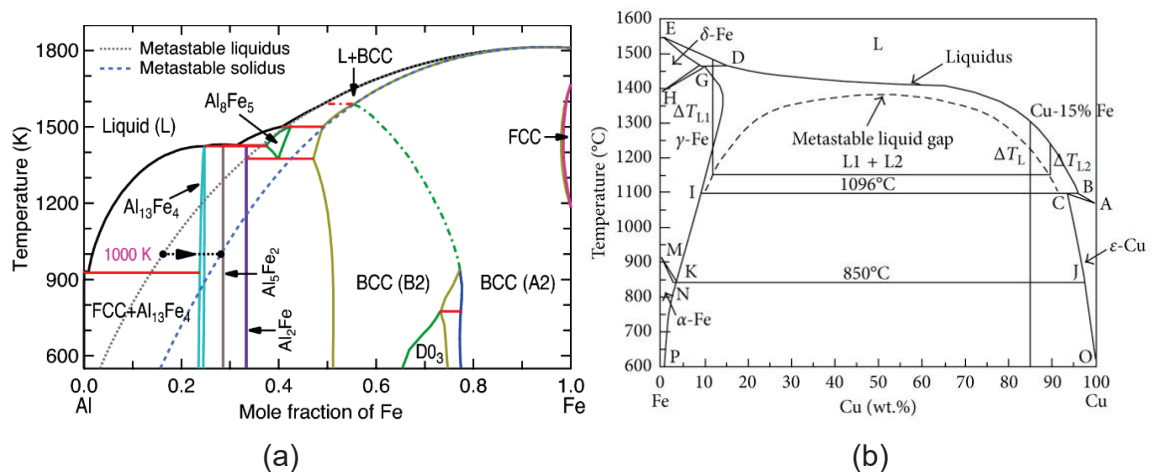 1800
1500
1200
900
600
Temperature (K)
Metastable liquidus
Metastable solidus
L+BCC
Al₈Fe₅
Liquid (L)
FCC
Al₁₃Fe₄
1000 K
Al₅Fe₂
FCC+Al₁₃Fe₄
Al₂Fe
BCC (B2)
BCC (A2)
D0₃
0.0
0.2
0.4
0.6
0.8
1.0
Al
Mole fraction of Fe
Fe
(a)
1600
1500
1400
1300
1200
1100
1000
900
800
700
600
Temperature (°C)
E
δ-Fe
D
L
Liquidus
G
H
ΔT_L1
γ-Fe
Metastable liquid gap
L1 + L2
Cu-15% Fe
ΔT_L
ΔT_L2
1096°C
I
B
C
A
M
K
N
850°C
ε-Cu
J
α-Fe
P
O
0
10
20
30
40
50
60
70
80
90
100
Fe
Cu (wt.%)
Cu
(b)